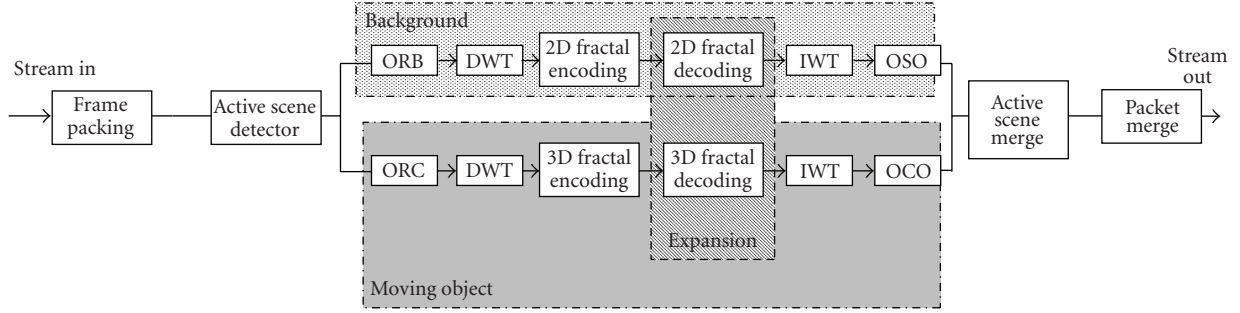 Background
ORB
DWT
2D fractal
encoding
2D fractal
decoding
IWT
OSO
Stream in
Frame
packing
Active scene
detector
Active
scene
merge
Packet
merge
Stream
out
ORC
DWT
3D fractal
encoding
3D fractal
decoding
IWT
OCO
Expansion
Moving object